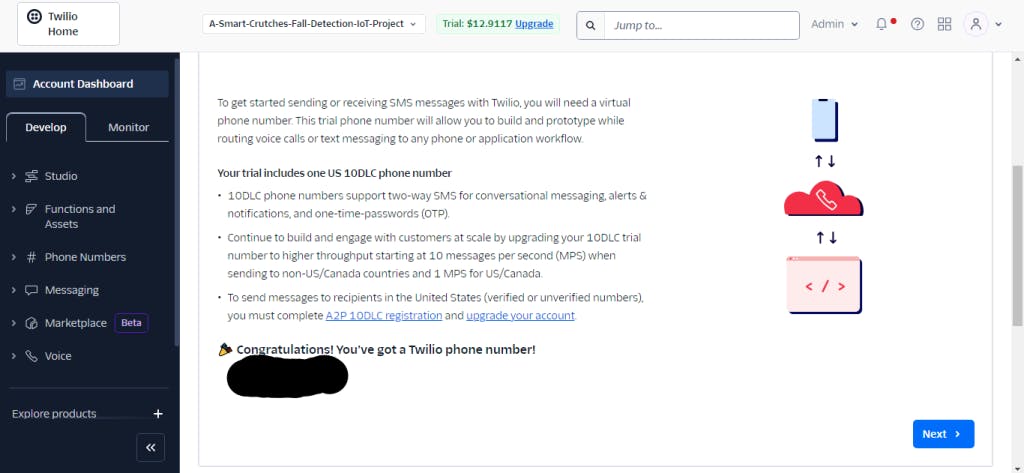 Twilio
Home
A-Smart-Crutches-Fall-Detection-IoT-Project
Trial: $12.9117 Upgrade
Jump to...
Admin
Account Dashboard
Develop
Monitor
Studio
Functions and
Assets
# Phone Numbers
Messaging
Marketplace Beta
Voice
Explore products +
To get started sending or receiving SMS messages with Twilio, you will need a virtual
phone number. This trial phone number will allow you to build and prototype while
routing voice calls or text messaging to any phone or application workflow.
Your trial includes one US 10DLC phone number
• 10DLC phone numbers support two-way SMS for conversational messaging, alerts &
notifications, and one-time-passwords (OTP).
• Continue to build and engage with customers at scale by upgrading your 10DLC trial
number to higher throughput starting at 10 messages per second (MPS) when
sending to non-US/Canada countries and 1 MPS for US/Canada.
• To send messages to recipients in the United States (verified or unverified numbers),
you must complete A2P 10DLC registration and upgrade your account.
Congratulations! You've got a Twilio phone number!
< / >
Next